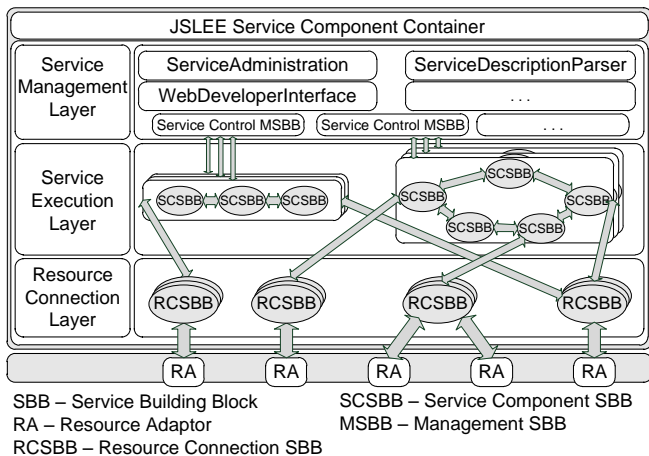 JSLEE Service Component Container
Service
Management
Layer
ServiceAdministration
ServiceDescriptionParser
WebDeveloperInterface
. . .
Service Control MSBB
Service Control MSBB
. . .
Service
Execution
Layer
SCSBB
SCSBB
SCSBB
SCSBB
SCSBB
SCSBB
SCSBB
SCSBB
Resource
Connection
Layer
RCSBB
RCSBB
RCSBB
RCSBB
RA
RA
RA
RA
RA
SBB – Service Building Block
RA – Resource Adaptor
RCSBB – Resource Connection SBB
SCSBB – Service Component SBB
MSBB – Management SBB